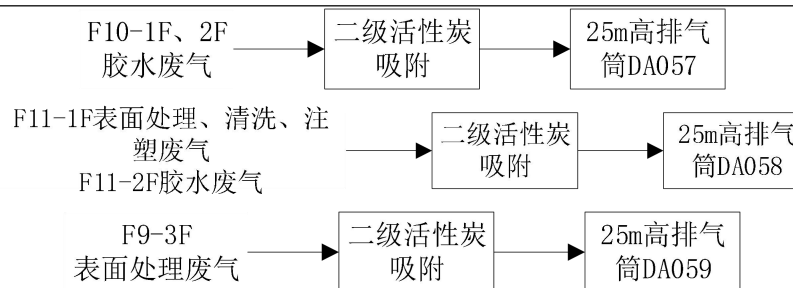 F10-1F、2F
胶水废气
二级活性炭
吸附
25m高排气
筒DA057
F11-1F表面处理、清洗、注
塑废气
F11-2F胶水废气
二级活性炭
吸附
25m高排气
筒DA058
F9-3F
表面处理废气
二级活性炭
吸附
25m高排气
筒DA059